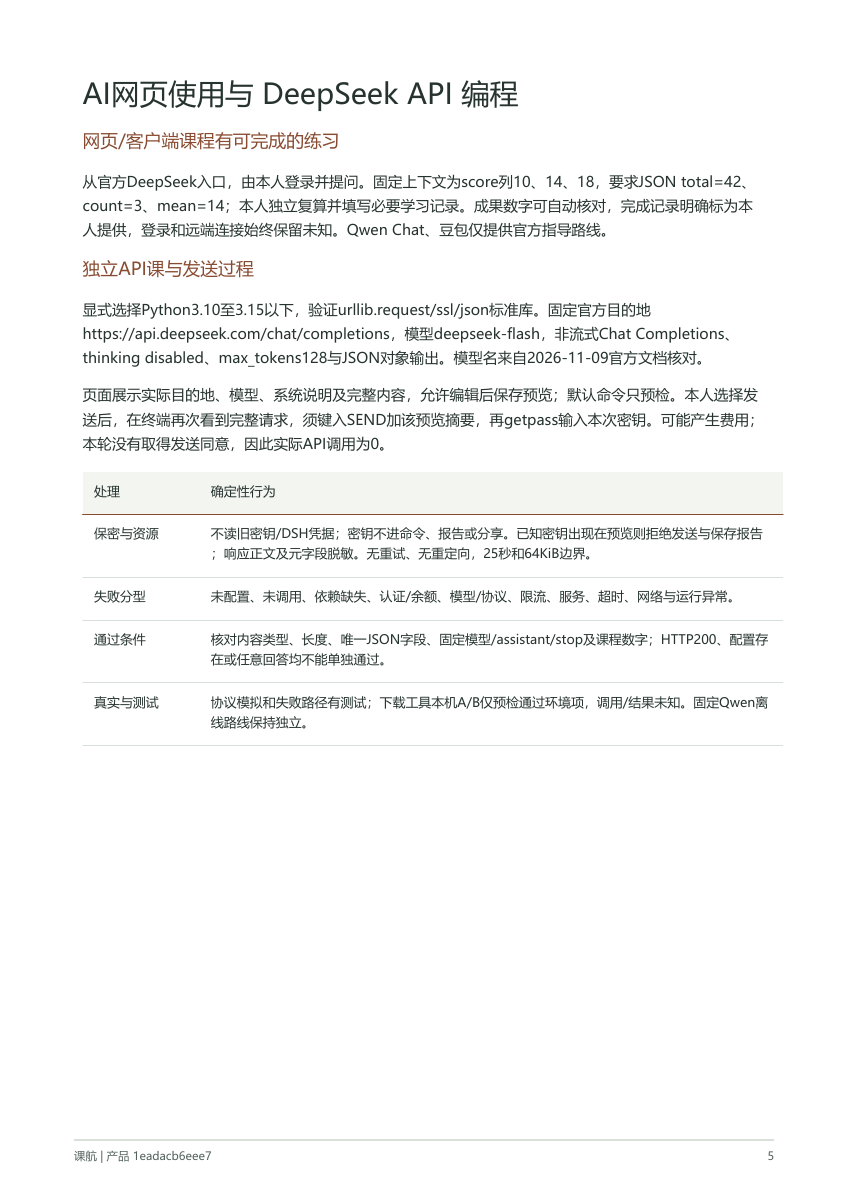 AI网页使用与 DeepSeek API 编程
网页/客户端课程有可完成的练习
从官方DeepSeek入口，由本人登录并提问。固定上下文为score列10、14、18，要求JSON total=42、
count=3、mean=14；本人独立复算并填写必要学习记录。成果数字可自动核对，完成记录明确标为本
人提供，登录和远端连接始终保留未知。Qwen Chat、豆包仅提供官方指导路线。
独立API课与发送过程
显式选择Python3.10至3.15以下，验证urllib.request/ssl/json标准库。固定官方目的地
https://api.deepseek.com/chat/completions，模型deepseek-flash，非流式Chat Completions、
thinking disabled、max_tokens128与JSON对象输出。模型名来自2026-11-09官方文档核对。
页面展示实际目的地、模型、系统说明及完整内容，允许编辑后保存预览；默认命令只预检。本人选择发
送后，在终端再次看到完整请求，须键入SEND加该预览摘要，再getpass输入本次密钥。可能产生费用；
本轮没有取得发送同意，因此实际API调用为0。
处理 确定性行为
保密与资源 不读旧密钥/DSH凭据；密钥不进命令、报告或分享。已知密钥出现在预览则拒绝发送与保存报告
；响应正文及元字段脱敏。无重试、无重定向，25秒和64KiB边界。
失败分型 未配置、未调用、依赖缺失、认证/余额、模型/协议、限流、服务、超时、网络与运行异常。
通过条件 核对内容类型、长度、唯一JSON字段、固定模型/assistant/stop及课程数字；HTTP200、配置存
在或任意回答均不能单独通过。
真实与测试 协议模拟和失败路径有测试；下载工具本机A/B仅预检通过环境项，调用/结果未知。固定Qwen离
线路线保持独立。
课航 | 产品 1eadacb6eee7 5